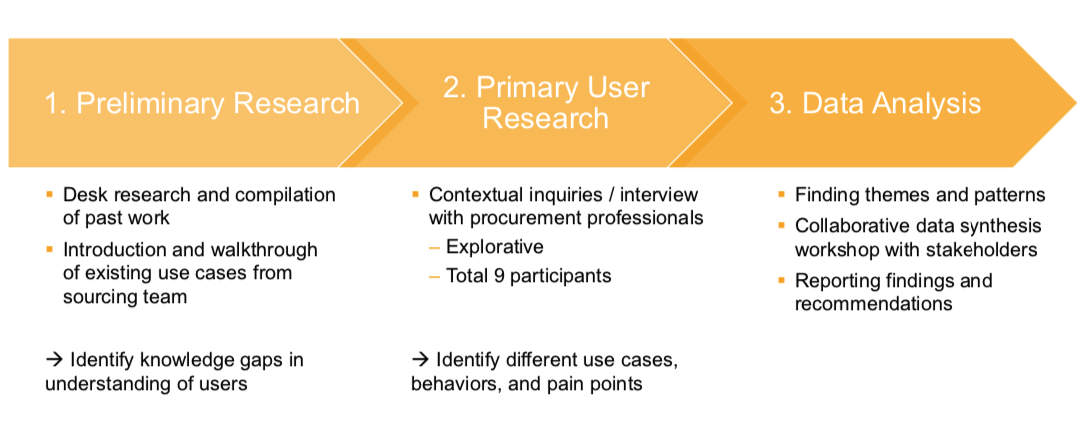 1. Preliminary Research
▪ Desk research and compilation
of past work
▪ Introduction and walkthrough
of existing use cases from
sourcing team
→ Identify knowledge gaps in
understanding of users
2. Primary User
Research
▪ Contextual inquiries / interview
with procurement professionals
– Explorative
– Total 9 participants
→ Identify different use cases,
behaviors, and pain points
3. Data Analysis
▪ Finding themes and patterns
▪ Collaborative data synthesis
workshop with stakeholders
▪ Reporting findings and
recommendations